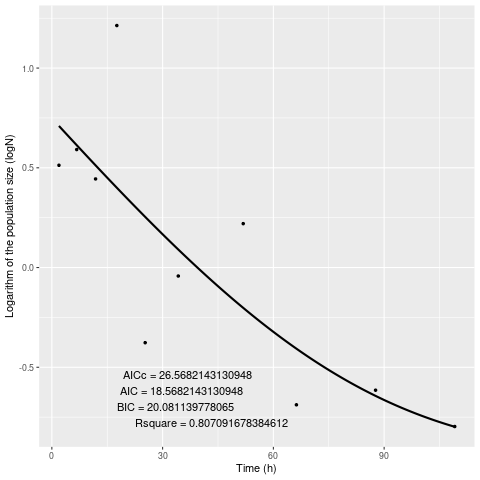 Logarithm of the population size (logN)
1.0
0.5
0.0
-0.5
AICc = 26.5682143130948
AIC = 18.5682143130948
BIC = 20.081139778065
Rsquare = 0.807091678384612
0 30 60 90
Time (h)